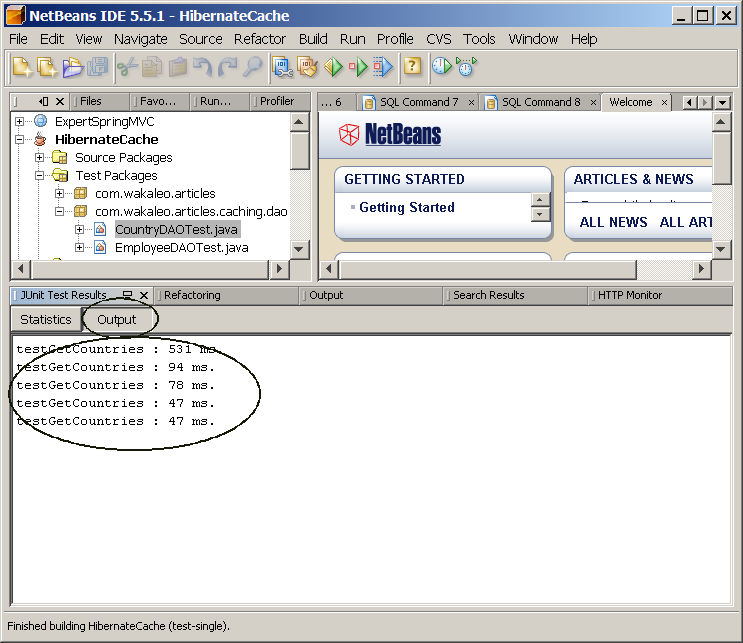 NetBeans IDE 5.5.1 - HibernateCache
File Edit View Navigate Source Refactor Build Run Profile CVS Tools Window Help
Files Favo... Run... Profiler
... 6 SQL Command 7 SQL Command 8 Welcome
ExpertSpringMVC
HibernateCache
Source Packages
Test Packages
com.wakaleo.articles
com.wakaleo.articles.caching.dao
CountryDAOTest.java
EmployeeDAOTest.java
NetBeans
GETTING STARTED
Getting Started
ARTICLES & NEWS
ALL NEWS ALL ART
JUnit Test Results Refactoring Output Search Results HTTP Monitor
Statistics Output
testGetCountries : 531 ms.
testGetCountries : 94 ms.
testGetCountries : 78 ms.
testGetCountries : 47 ms.
testGetCountries : 47 ms.
Finished building HibernateCache (test-single).